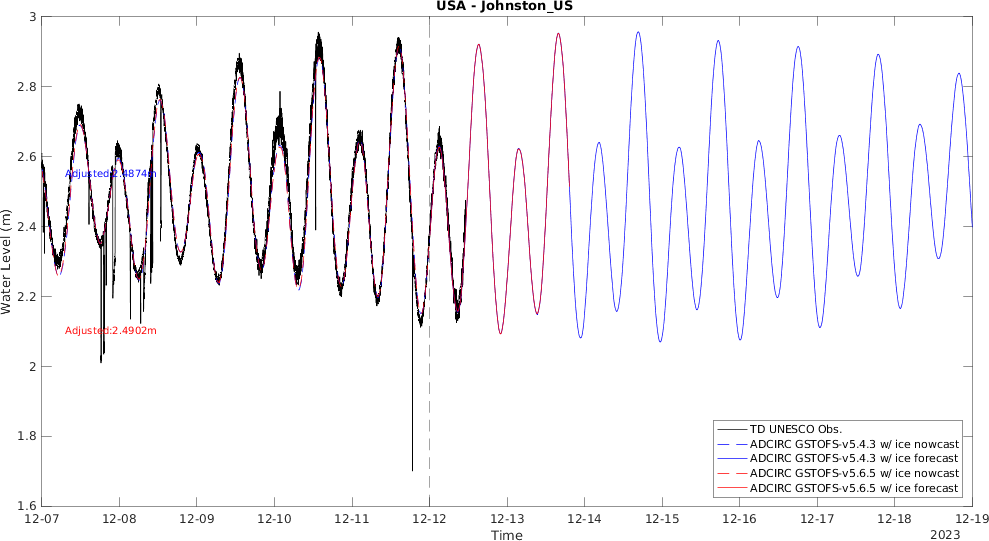 USA - Johnston_US
3
2.8
2.6
2.4
2.2
2
1.8
1.6
Water Level (m)
Adjusted:2.4874m
Adjusted:2.4902m
TD UNESCO Obs.
ADCIRC GSTOFS-v5.4.3 w/ ice nowcast
ADCIRC GSTOFS-v5.4.3 w/ ice forecast
ADCIRC GSTOFS-v5.6.5 w/ ice nowcast
ADCIRC GSTOFS-v5.6.5 w/ ice forecast
12-07 12-08 12-09 12-10 12-11 12-12 12-13 12-14 12-15 12-16 12-17 12-18 12-19
Time
2023